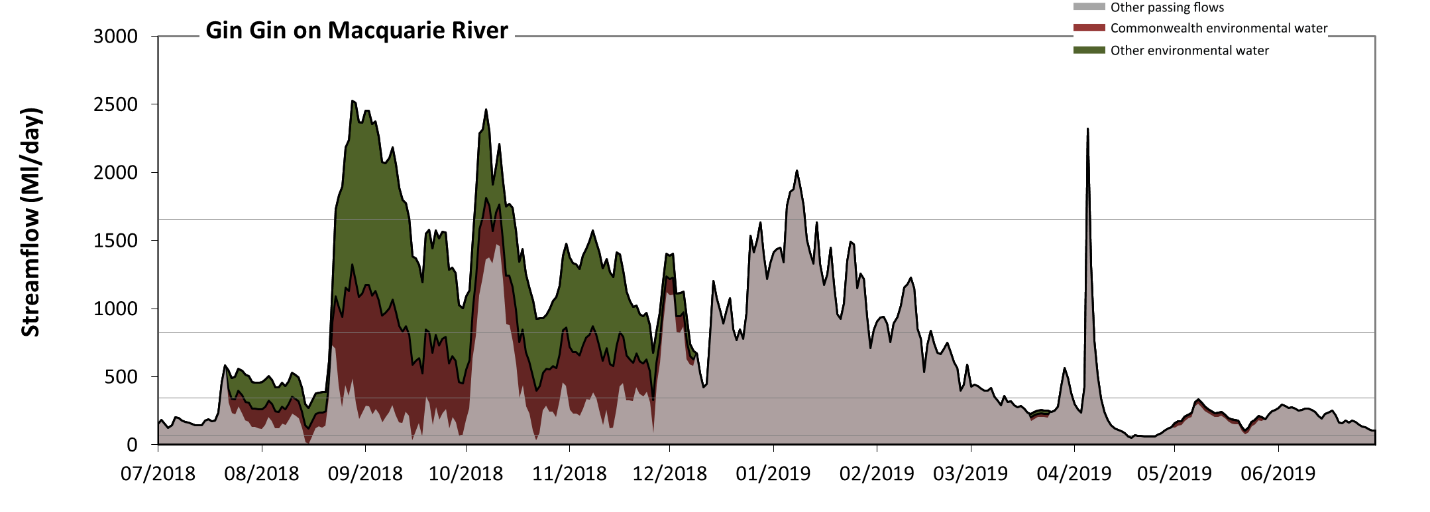 Other passing flows
Gin Gin on Macquarie River
Commonwealth environmental water
Other environmental water
Streamflow (Ml/day)
3000
2500
2000
1500
1000
500
0
07/2018 08/2018 09/2018 10/2018 11/2018 12/2018 01/2019 02/2019 03/2019 04/2019 05/2019 06/2019